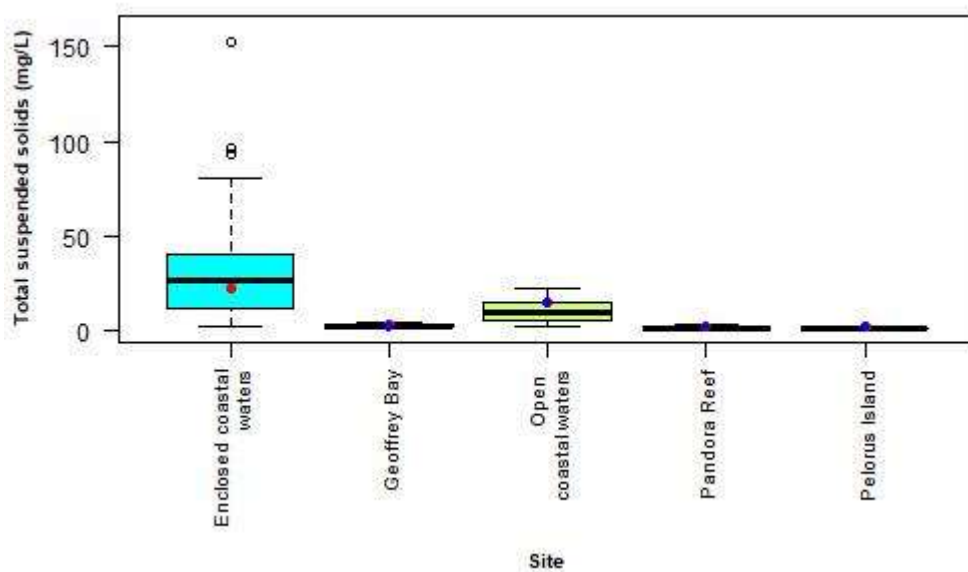 Total suspended solids (mg/L)
150
100
50
0
Enclosed coastal
waters
Geoffrey Bay
Open
coastal waters
Pandora Reef
Pelorus Island
Site